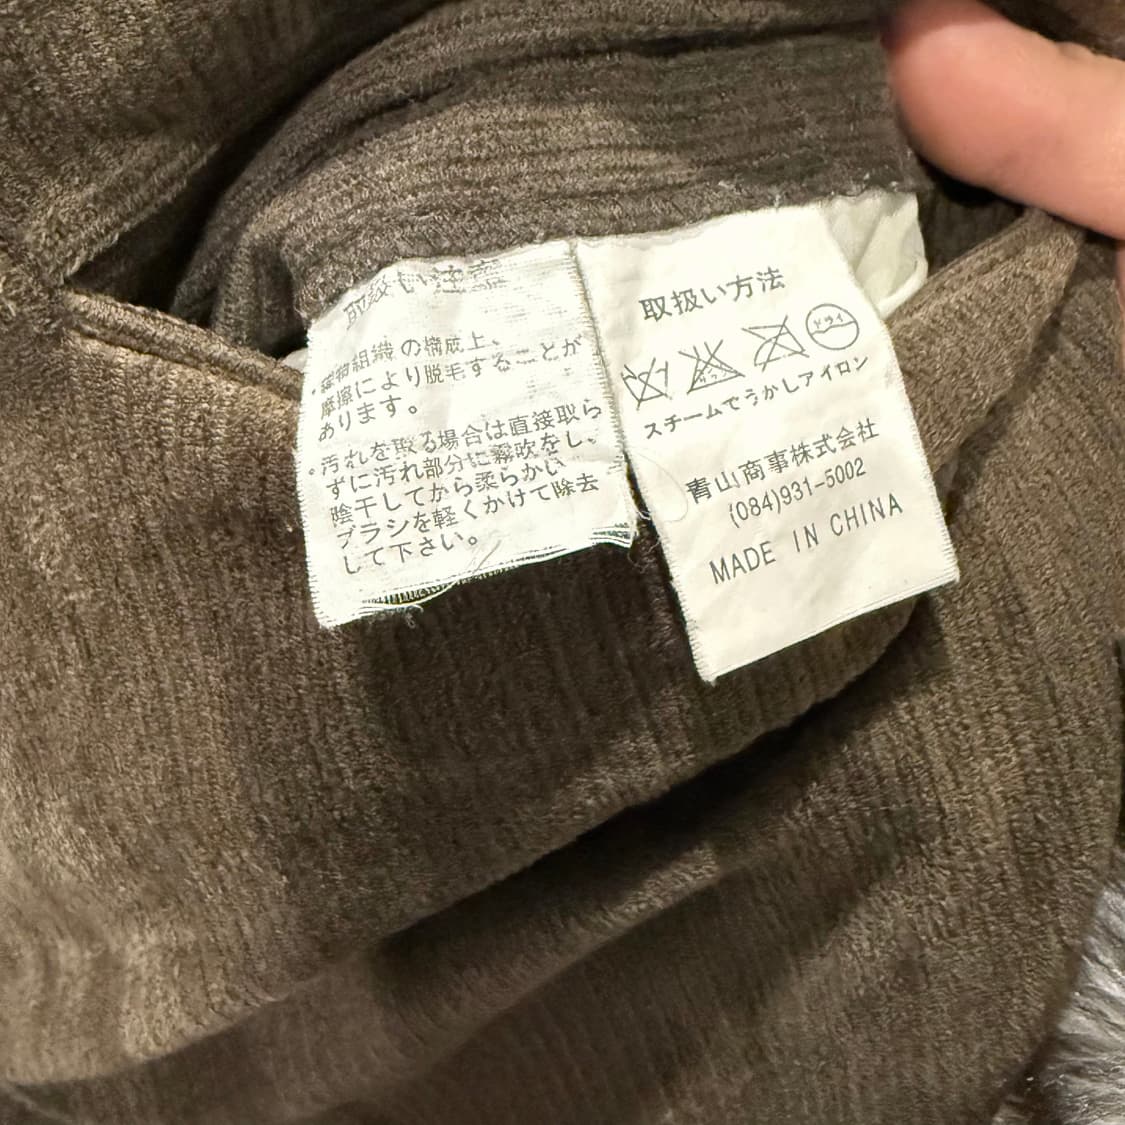 取扱い注意
・織物組織の構成上、
摩擦により脱毛することが
あります。
・汚れを取る場合は直接取ら
ずに汚れ部分に霧吹をし、
陰干してから柔らかい
ブラシを軽くかけて除去
して下さい。
取扱い方法
ドライ
スチームでうかしアイロン
青山商事株式会社
(084)931-5002
MADE IN CHINA